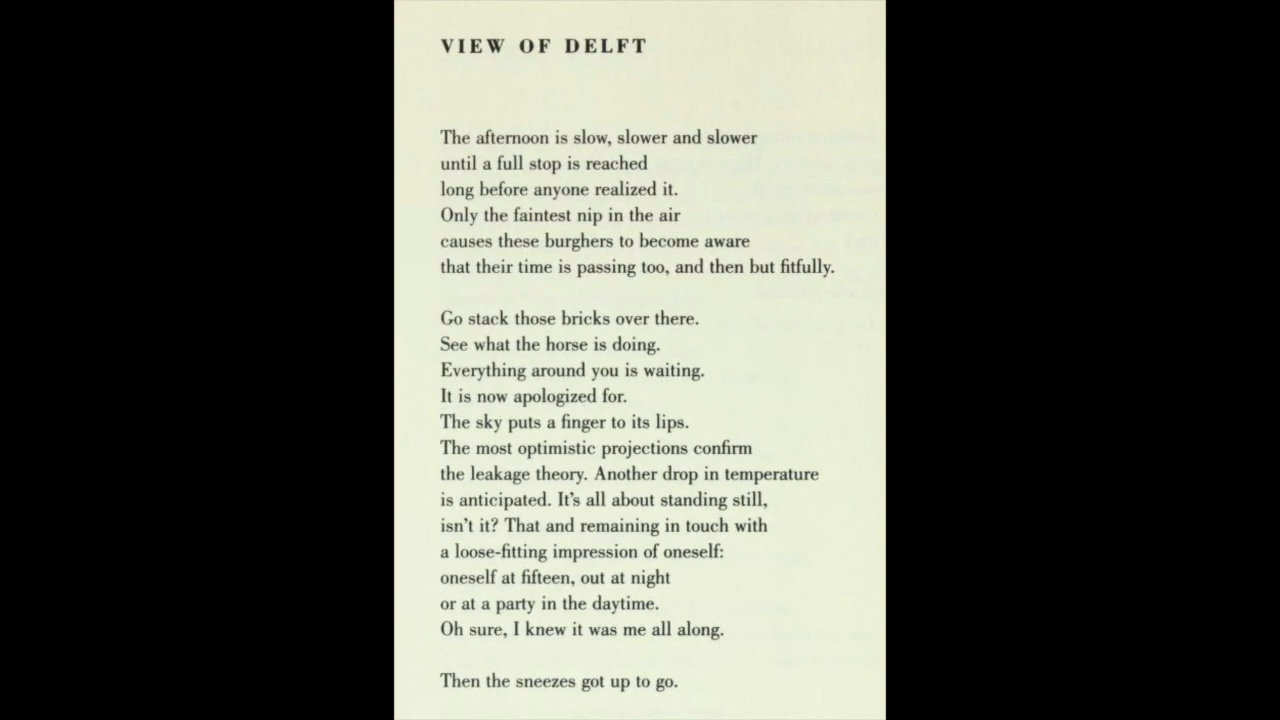 VIEW OF DELFT
The afternoon is slow, slower and slower
until a full stop is reached
long before anyone realized it.
Only the faintest nip in the air
causes these burghers to become aware
that their time is passing too, and then but fitfully.
Go stack those bricks over there.
See what the horse is doing.
Everything around you is waiting.
It is now apologized for.
The sky puts a finger to its lips.
The most optimistic projections confirm
the leakage theory. Another drop in temperature
is anticipated. It’s all about standing still,
isn’t it? That and remaining in touch with
a loose-fitting impression of oneself:
oneself at fifteen, out at night
or at a party in the daytime.
Oh sure, I knew it was me all along.
Then the sneezes got up to go.